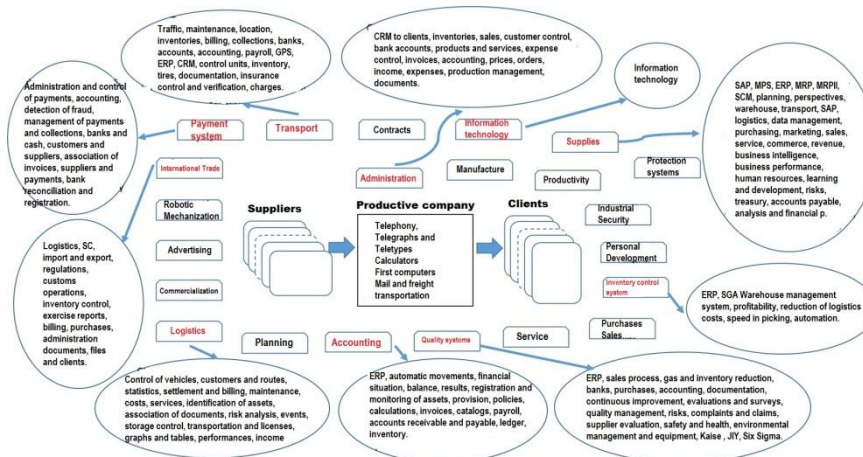 Traffic, maintenance, location,
inventories, billing, collections, banks,
accounts, accounting, payroll, GPS,
ERP, CRM, control units, inventory,
tires, documentation, insurance
control and verification, charges.
CRM to clients, inventories, sales, customer control,
bank accounts, products and services, expense
control, invoices, accounting, prices, orders,
income, expenses, production management,
documents.
Information
technology
Administration and control
of payments, accounting,
detection of fraud,
management of payments
and collections, banks and
cash, customers and
suppliers, association of
invoices, suppliers and
payments, bank
reconciliation and
registration.
SAP, MPS, ERP, MRP, MRPII,
SCM, planning, perspectives,
warehouse, transport, SAP,
logistics, data management,
purchasing, marketing, sales,
service, commerce, revenue,
business intelligence,
business performance,
human resources, learning
and development, risks,
treasury, accounts payable,
analysis and financial p.
Payment
system
Transport
Contracts
Information
technology
Supplies
International Trade
Administration
Manufacture
Productivity
Protection
systems
Robotic
Mechanization
Suppliers
Productive company
Clients
Industrial
Security
Telephony,
Telegraphs and
Teletypes
Calculators
First computers
Mail and freight
transportation
Advertising
Personal
Development
Commercialization
Inventory control
systom
Logistics, SC,
import and export,
regulations,
customs
operations,
inventory control,
exercise reports,
billing, purchases,
administration
documents, files
and clients.
ERP, SGA Warehouse management
system, profitability, reduction of logistics
costs, speed in picking, automation.
Logistics
Planning
Accounting
Quality systoms
Service
Purchases
Sales.....
Control of vehicles, customers and routes,
statistics, settlement and billing, maintenance,
costs, services, identification of assets,
association of documents, risk analysis, events,
storage control, transportation and licenses,
graphs and tables, performances, income
ERP, automatic movements, financial
situation, balance, results, registration and
monitoring of assets, provision, policies,
calculations, invoices, catalogs, payroll,
accounts receivable and payable, ledger,
inventory.
ERP, sales process, gas and inventory reduction,
banks, purchases, accounting, documentation,
continuous improvement, evaluations and surveys,
quality management, risks, complaints and claims,
supplier evaluation, safety and health, environmental
management and equipment, Kaise , JIY, Six Sigma.